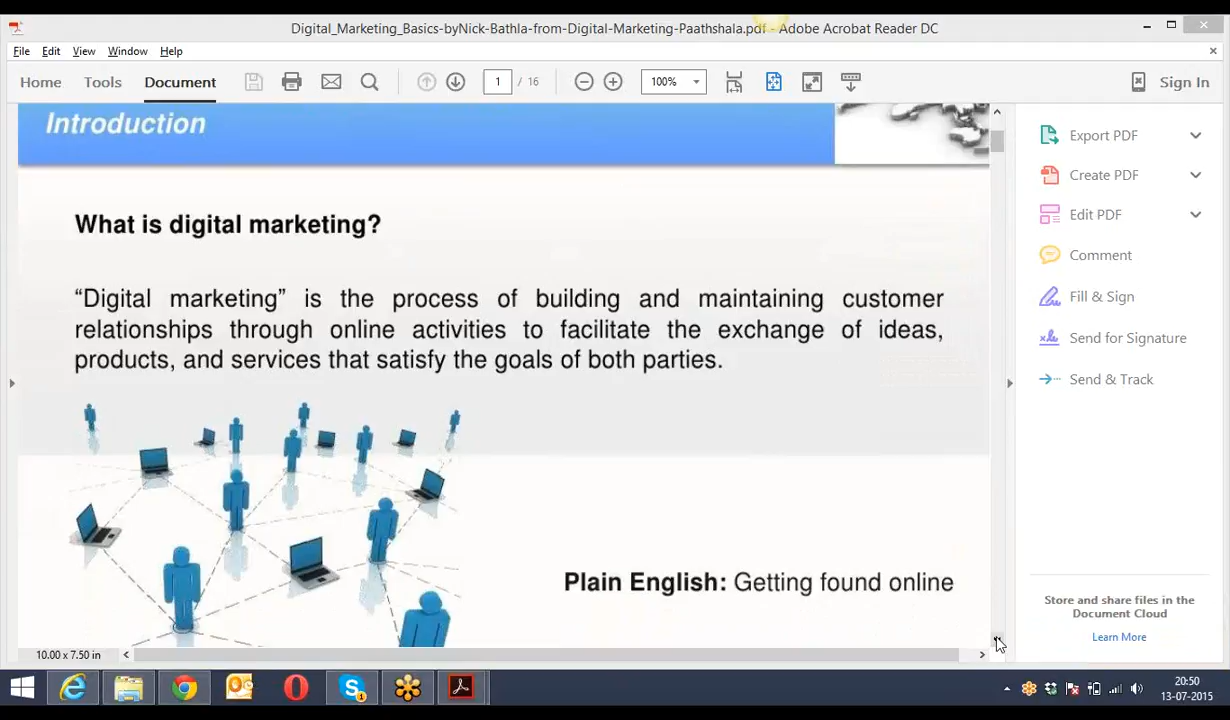 Digital_Marketing_Basics-byNick-Bathla-from-Digital-Marketing-Paathshala.pdf - Adobe Acrobat Reader DC
File Edit View Window Help
Home Tools Document 1 / 16 100% Sign In
Introduction
What is digital marketing?
“Digital marketing” is the process of building and maintaining customer
relationships through online activities to facilitate the exchange of ideas,
products, and services that satisfy the goals of both parties.
Plain English: Getting found online
Export PDF
Create PDF
Edit PDF
Comment
Fill & Sign
Send for Signature
Send & Track
Store and share files in the
Document Cloud
Learn More
10.00 x 7.50 in
20:50
13-07-2015